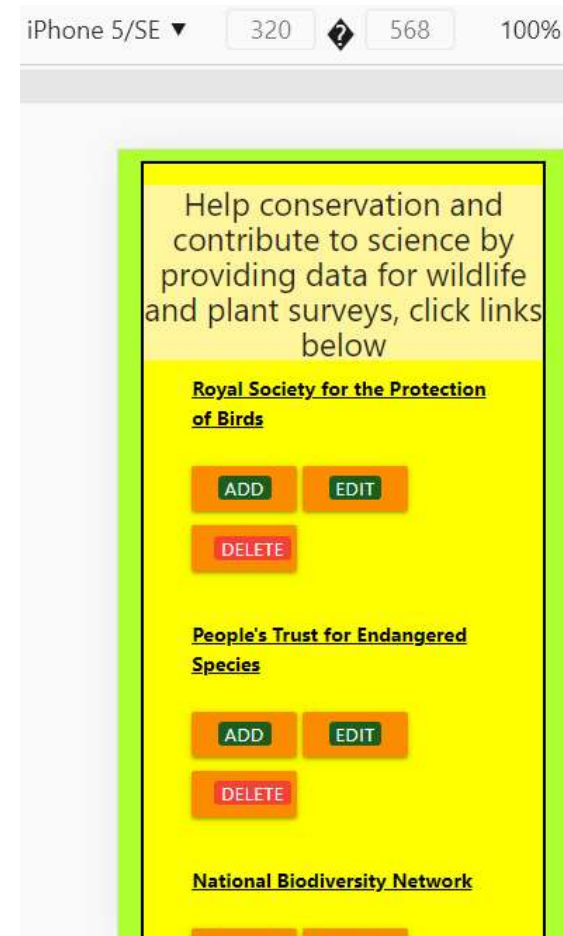 iPhone 5/SE ▼ 320 � 568 100%
Help conservation and
contribute to science by
providing data for wildlife
and plant surveys, click links
below
Royal Society for the Protection
of Birds
ADD EDIT
DELETE
People's Trust for Endangered
Species
ADD EDIT
DELETE
National Biodiversity Network